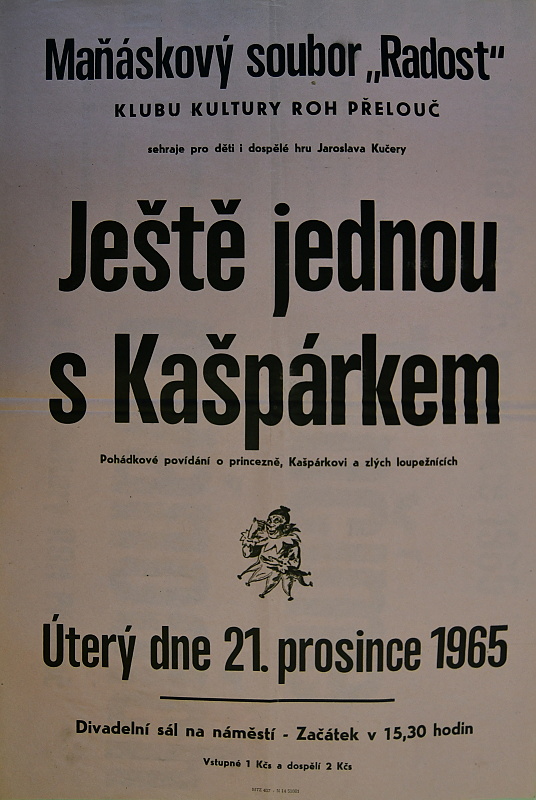 Maňáskový soubor „Radost“
KLUBU KULTURY ROH PŘELOUČ
sehraje pro děti i dospělé hru Jaroslava Kučery
Ještě jednou
s Kašpárkem
Pohádkové povídání o princezně, Kašpárkovi a zlých loupežnících
Úterý dne 21. prosince 1965
Divadelní sál na náměstí - Začátek v 15,30 hodin
Vstupné 1 Kčs a dospělí 2 Kčs